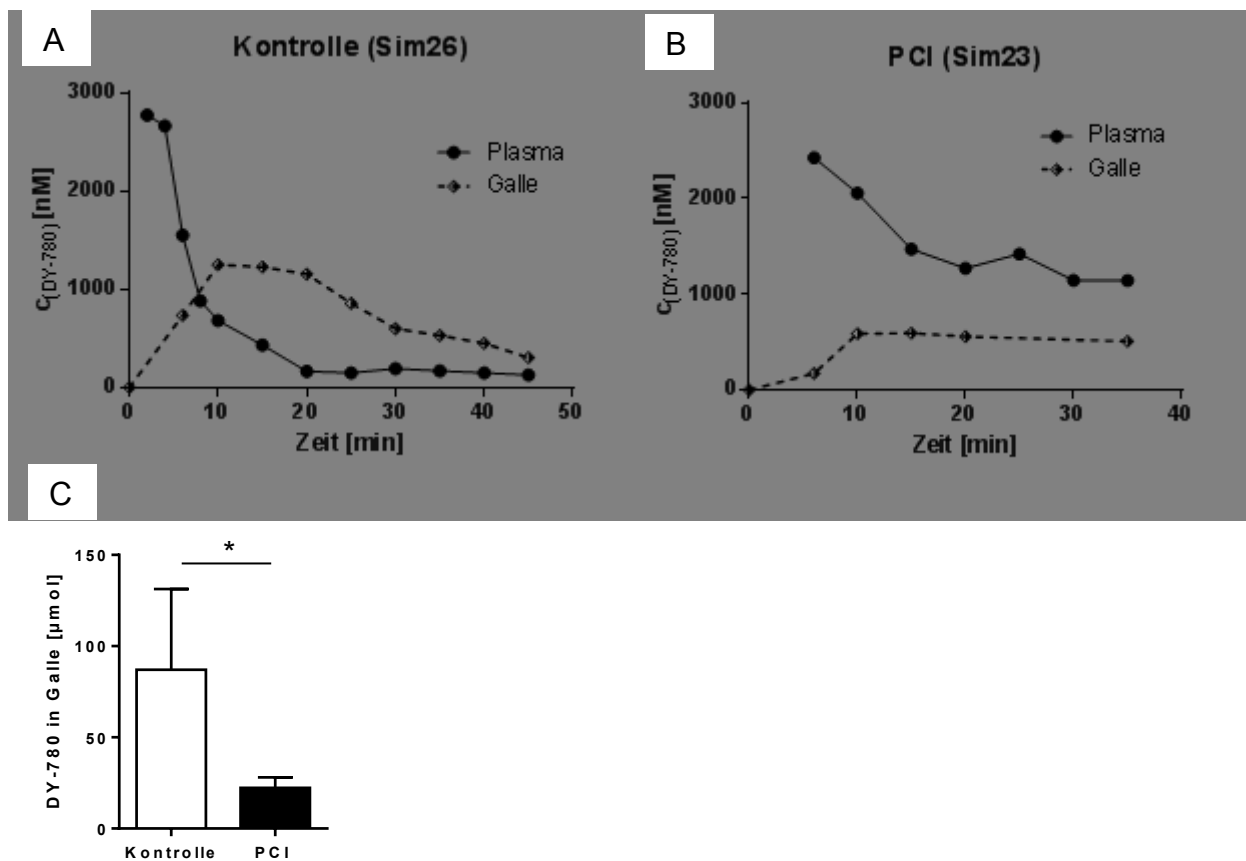 A
Kontrolle (Sim26)
3000
2000
1000
0
c(DY-780) [nM]
Plasma
Galle
0 10 20 30 40 50
Zeit [min]
B
PCI (Sim23)
3000
2000
1000
0
c(DY-780) [nM]
Plasma
Galle
0 10 20 30 40
Zeit [min]
C
150
100
50
0
DY-780 in Galle [µmol]
*
Kontrolle PCI